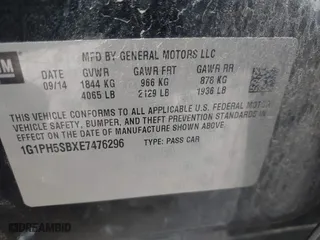 GM
MFD BY GENERAL MOTORS LLC
DATE GVWR GAWR FRT GAWR RR
09/14 1844 KG 966 KG 878 KG
4065 LB 2129 LB 1936 LB
THIS VEHICLE CONFORMS TO ALL APPLICABLE U.S. FEDERAL MOTOR
VEHICLE SAFETY, BUMPER, AND THEFT PREVENTION STANDARDS IN
EFFECT ON THE DATE OF MANUFACTURE SHOWN ABOVE.
1G1PH5SBXE7476296 TYPE: PASS CAR